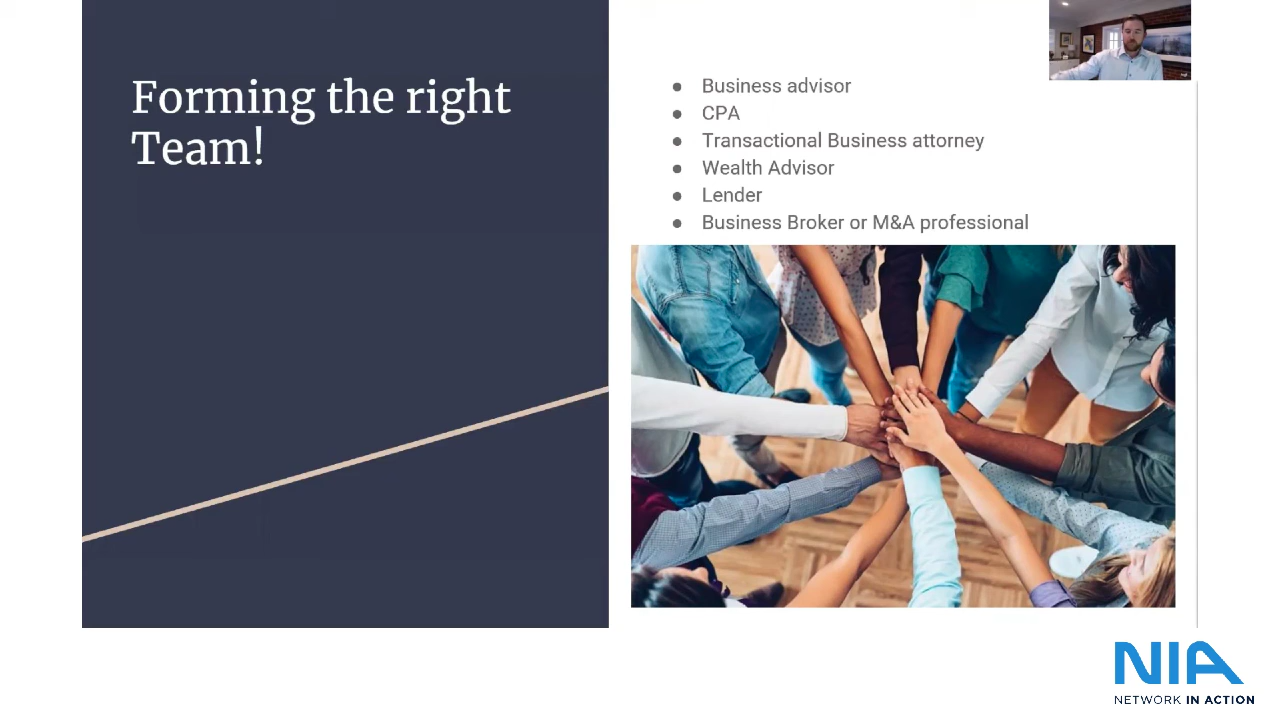 Forming the right
Team!
● Business advisor
● CPA
● Transactional Business attorney
● Wealth Advisor
● Lender
● Business Broker or M&A professional
NIA
NETWORK IN ACTION